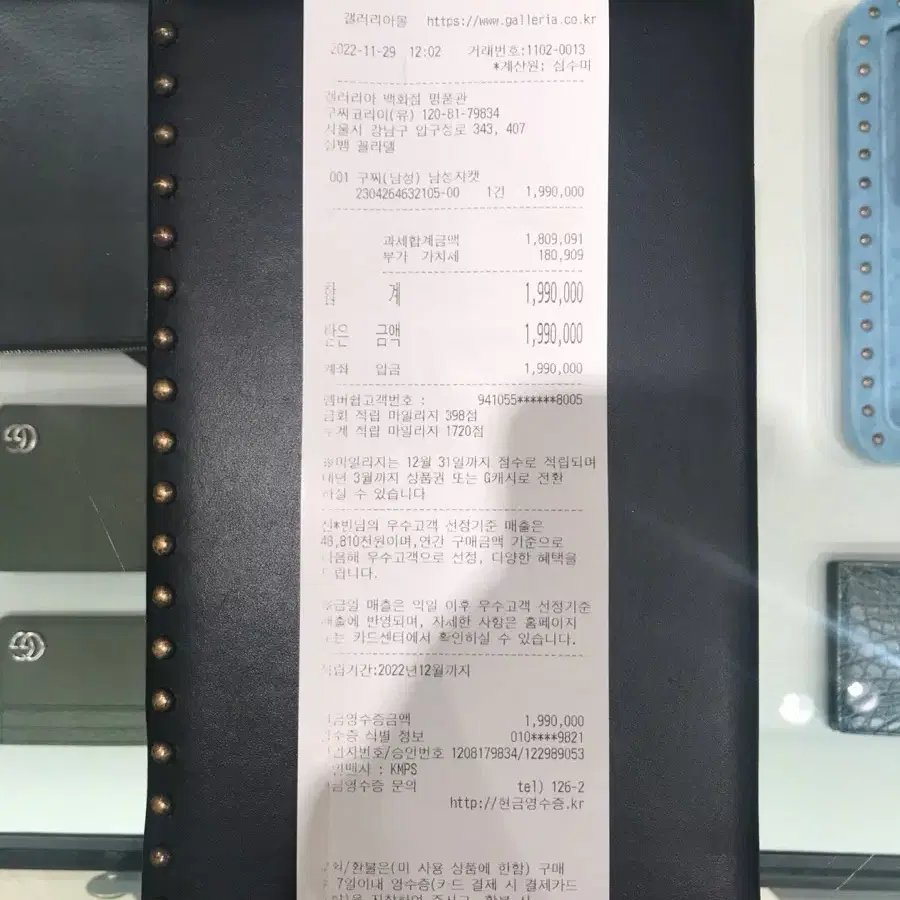 갤러리아몰 https://www.galleria.co.kr
2022-11-29 12:02 거래번호:1102-0013
*계산원: 심수미
갤러리아 백화점 명품관
구찌코리아(유) 120-81-79834
서울시 강남구 압구정로 343, 407
001 구찌(남성) 남성자켓
2304264632105-00 1건 1,990,000
과세합계금액 1,809,091
부가 가치세 180,909
합 계 1,990,000
받은 금액 1,990,000
계좌 입금 1,990,000
멤버쉽고객번호 : 941055******8005
금회 적립 마일리지 398점
누계 적립 마일리지 1720점
※마일리지는 12월 31일까지 점수로 적립되며
내년 3월까지 상품권 또는 G캐시로 전환
하실 수 있습니다
신*빈님의 우수고객 선정기준 매출은
48,810천원이며,연간 구매금액 기준으로
다음해 우수고객으로 선정, 다양한 혜택을
드립니다.
※금일 매출은 익일 이후 우수고객 선정기준
매출에 반영되며, 자세한 사항은 홈페이지
또는 카드센터에서 확인하실 수 있습니다.
적립기간:2022년12월까지
현금영수증금액 1,990,000
영수증 식별 정보 010****9821
사업자번호/승인번호 1208179834/122989053
: KMPS
현금영수증 문의 tel) 126-2
http://현금영수증.kr
교환/환불은(미 사용 상품에 한함) 구매
후 7일이내 영수증(카드 결제 시 결제카드